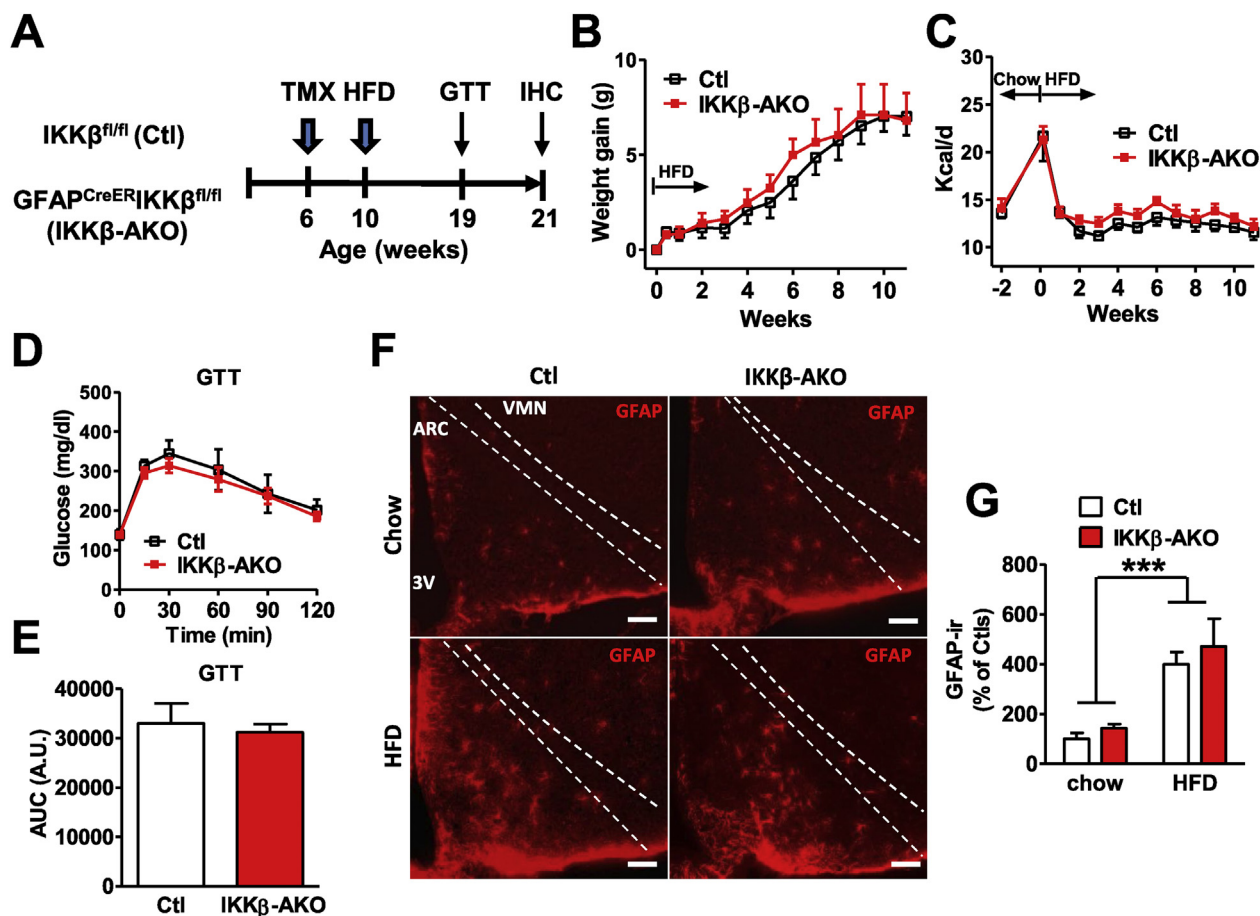 A
TMX HFD GTT IHC
IKKβfl/fl (Ctl)
GFAPCreERIKKβfl/fl
(IKKβ-AKO)
6 10 19 21
Age (weeks)
B
Weight gain (g)
10
5
0
Ctl
IKKβ-AKO
HFD
0 2 4 6 8 10
Weeks
C
Kcal/d
30
25
20
15
10
Chow HFD
Ctl
IKKβ-AKO
-2 0 2 4 6 8 10
Weeks
D
GTT
Glucose (mg/dl)
500
400
300
200
100
0
Ctl
IKKβ-AKO
0 30 60 90 120
Time (min)
E
GTT
AUC (A.U.)
40000
30000
20000
10000
0
Ctl IKKβ-AKO
F
Ctl IKKβ-AKO
Chow
VMN
GFAP
ARC
3V
GFAP
HFD
GFAP
GFAP
G
Ctl
IKKβ-AKO
***
GFAP-ir
(% of Ctls)
800
600
400
200
0
chow HFD